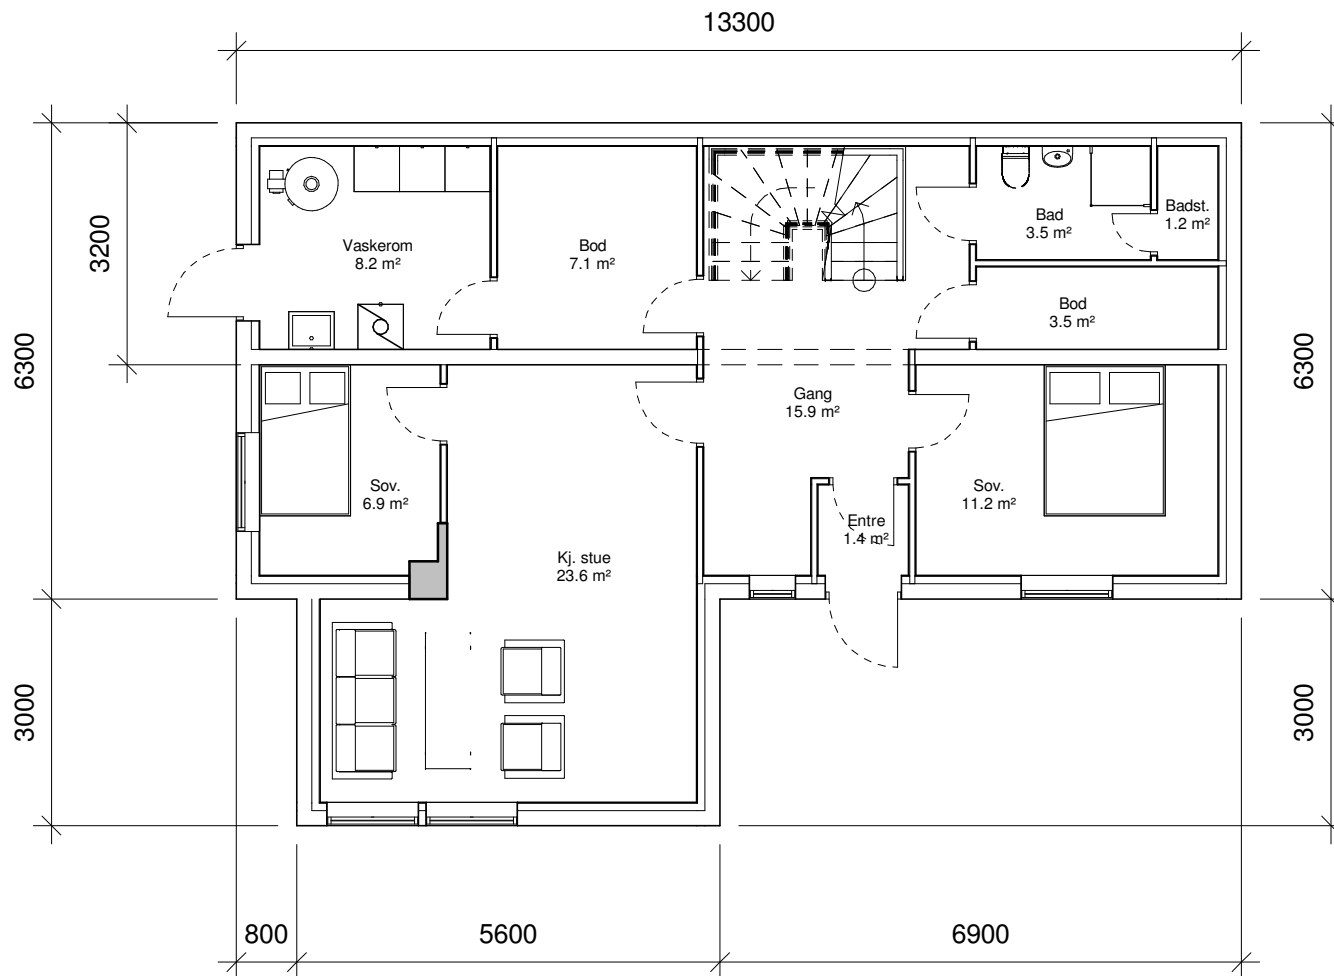 13300
3200
6300
6300
Vaskerom
8.2 m²
Bod
7.1 m²
Bad
3.5 m²
Badst.
1.2 m²
Bod
3.5 m²
Gang
15.9 m²
Sov.
6.9 m²
Sov.
11.2 m²
Entre
1.4 m²
Kj. stue
23.6 m²
3000
3000
800
5600
6900